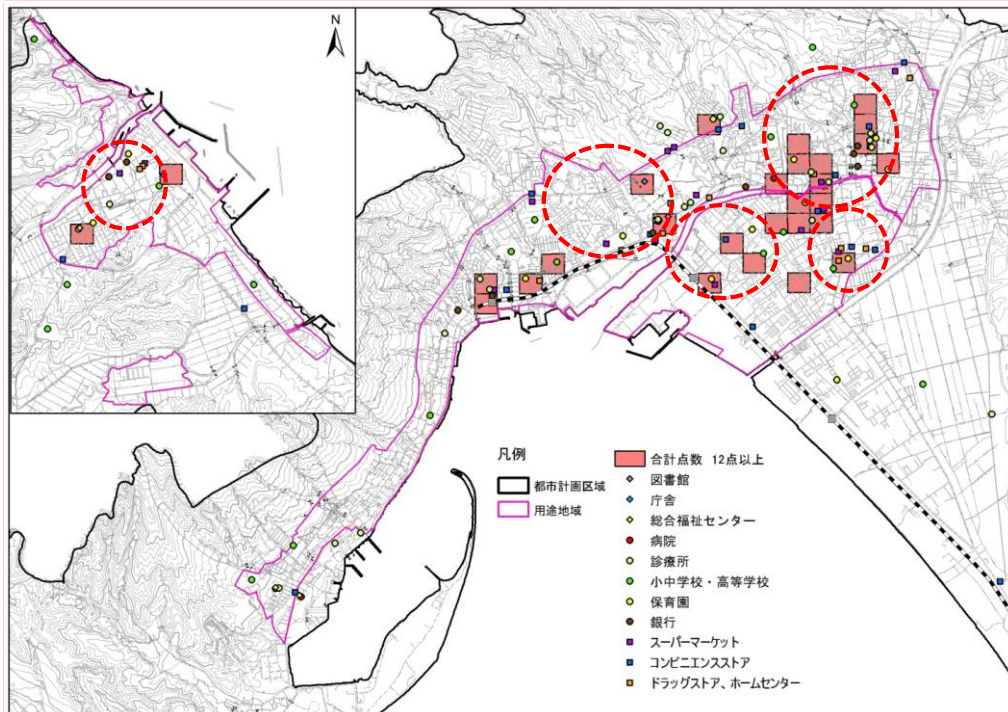 N
凡例
都市計画区域
用途地域
合計点数 12点以上
図書館
庁舎
総合福祉センター
病院
診療所
小中学校・高等学校
保育園
銀行
スーパーマーケット
コンビニエンスストア
ドラッグストア、ホームセンター